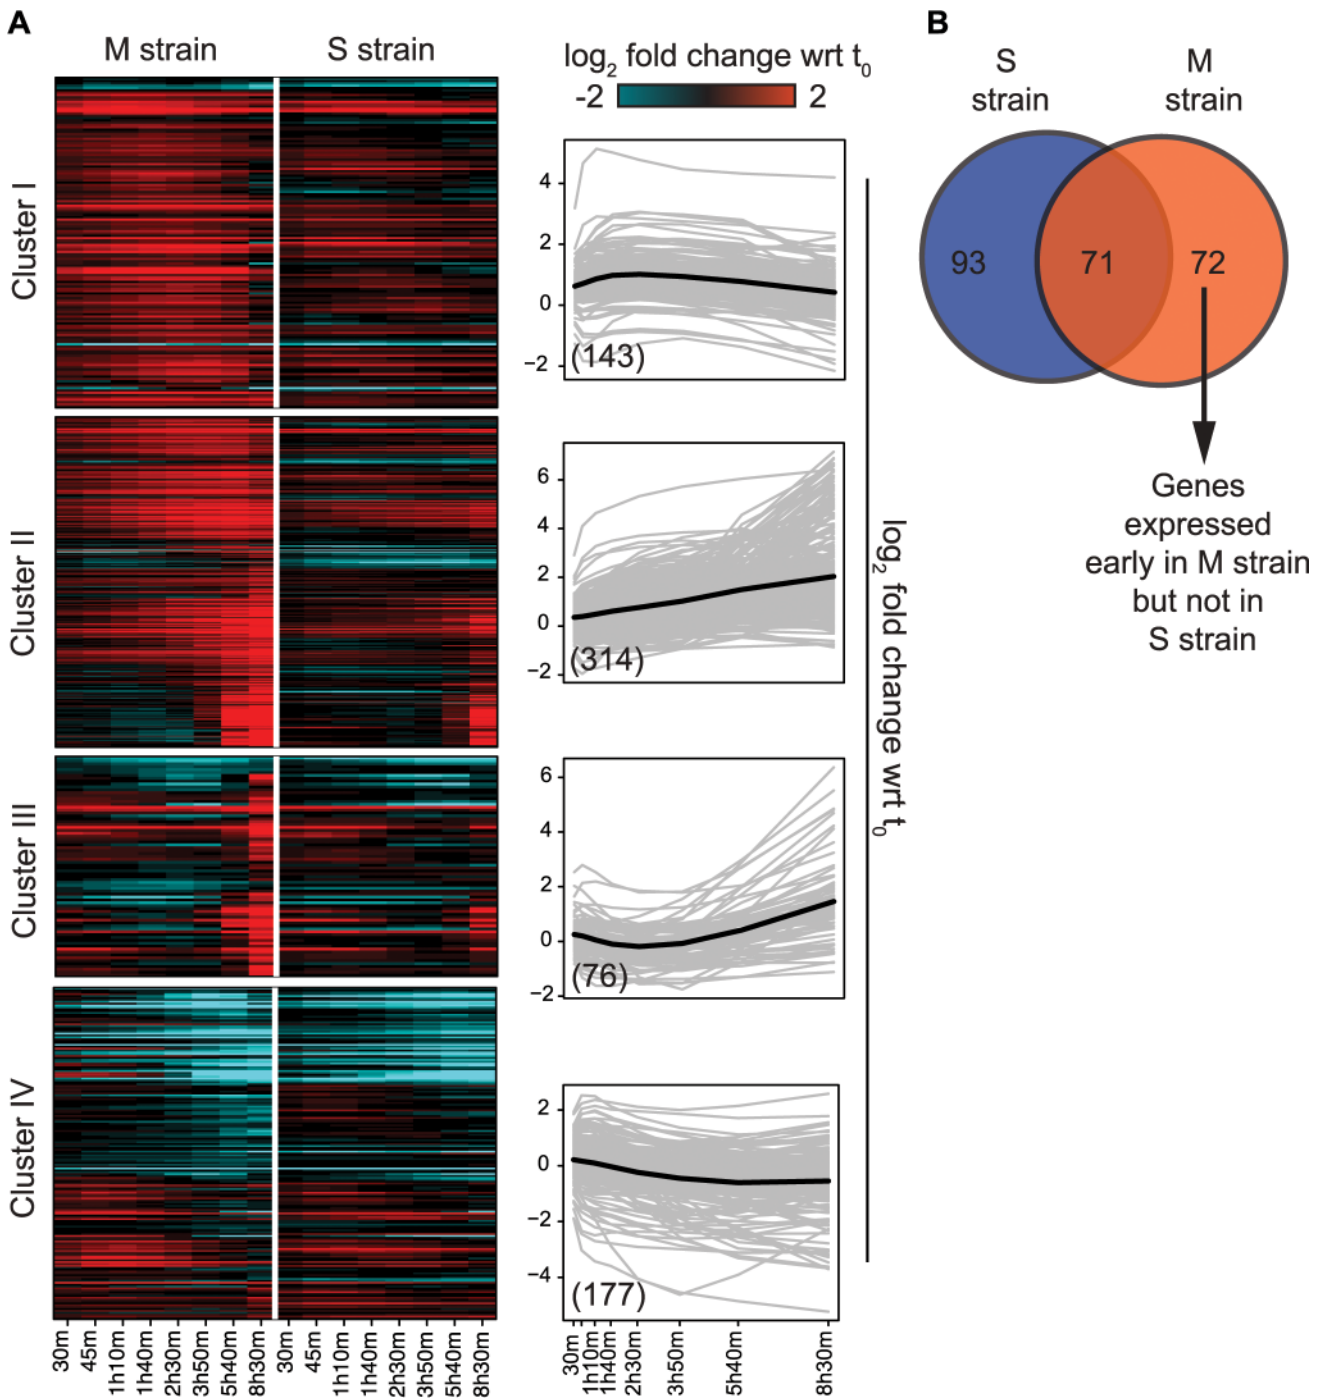 A
M strain
S strain
log2 fold change wrt t0
-2
2
Cluster I
4
2
0
−2
(143)
Cluster II
6
4
2
0
−2
(314)
Cluster III
6
4
2
0
−2
(76)
Cluster IV
2
0
−2
−4
(177)
log2 fold change wrt t0
30m
45m
1h10m
1h40m
2h30m
3h50m
5h40m
8h30m
30m
45m
1h10m
1h40m
2h30m
3h50m
5h40m
8h30m
30m
1h10m
1h40m
2h30m
3h50m
5h40m
8h30m
B
S
strain
M
strain
93
71
72
Genes
expressed
early in M strain
but not in
S strain